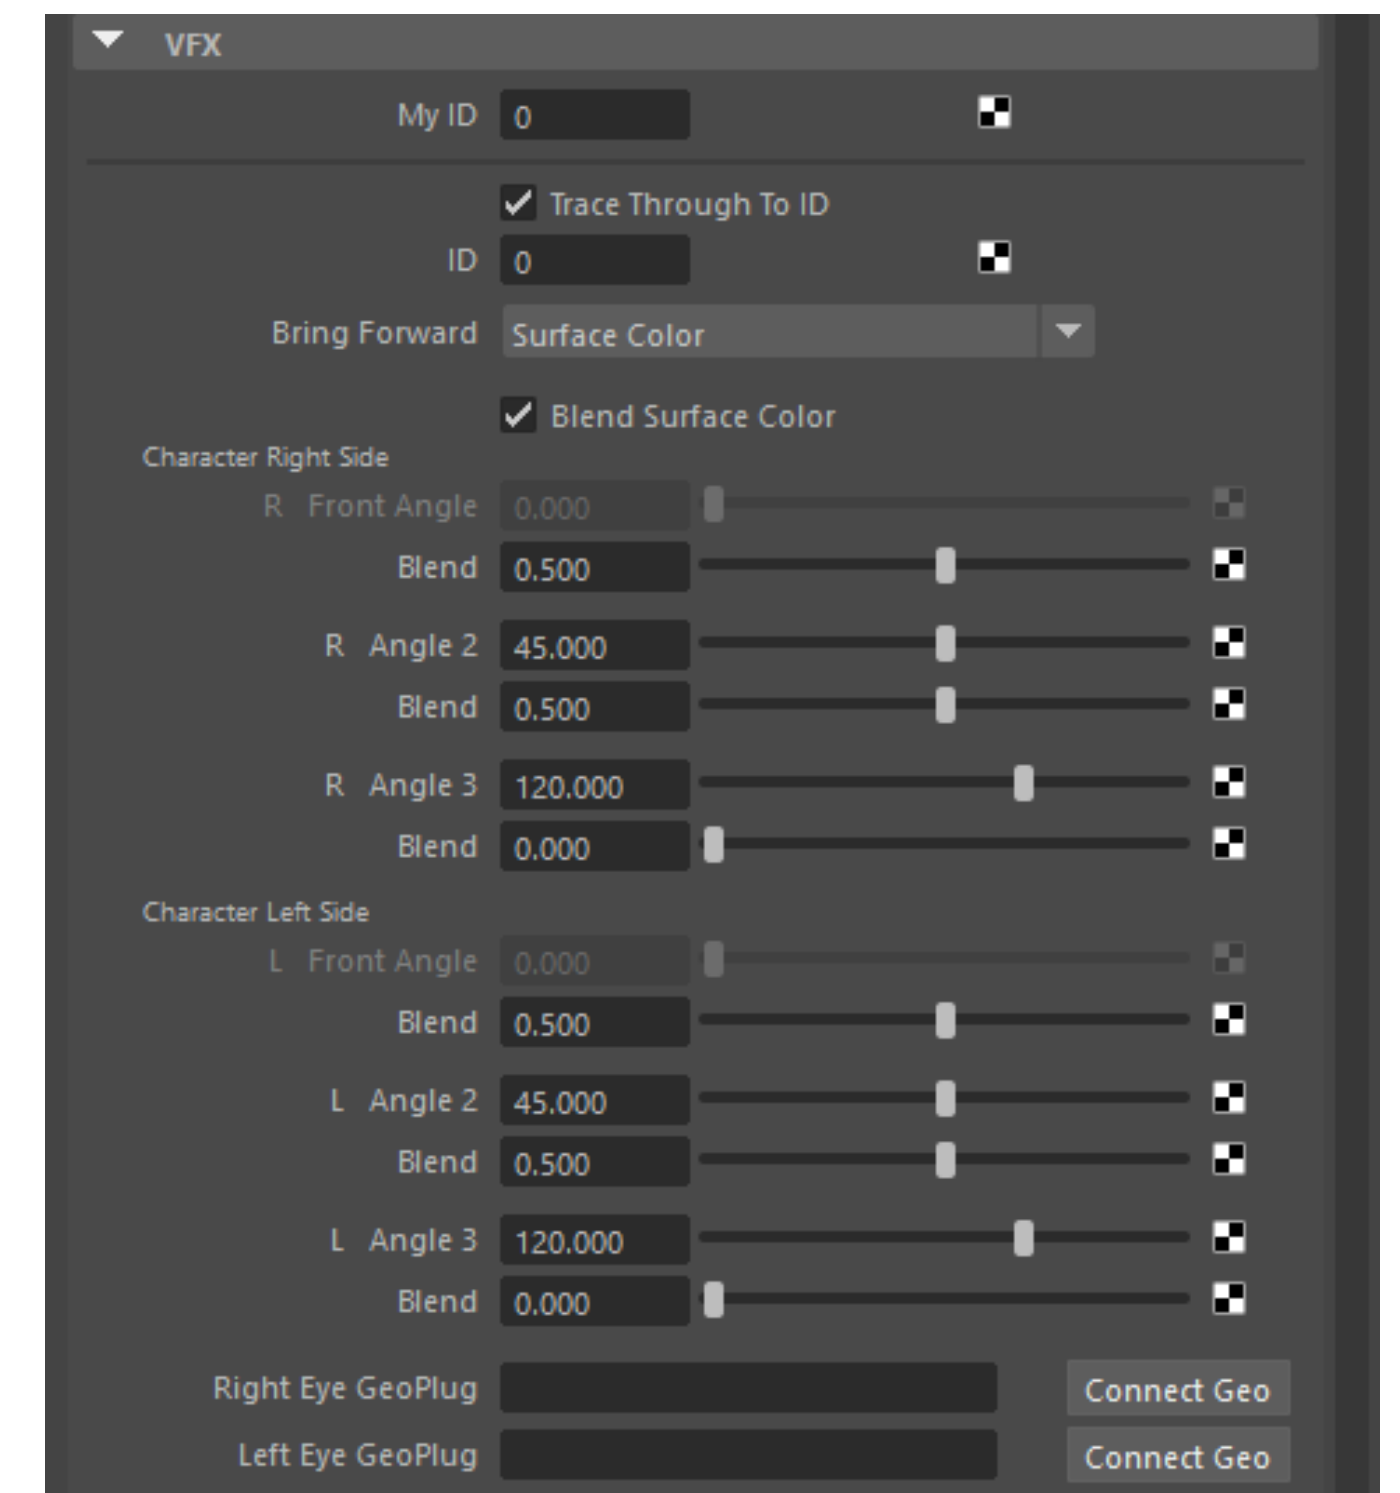 VFX
My ID 0
Trace Through To ID
ID 0
Bring Forward Surface Color
Blend Surface Color
Character Right Side
R Front Angle 0.000
Blend 0.500
R Angle 2 45.000
Blend 0.500
R Angle 3 120.000
Blend 0.000
Character Left Side
L Front Angle 0.000
Blend 0.500
L Angle 2 45.000
Blend 0.500
L Angle 3 120.000
Blend 0.000
Right Eye GeoPlug Connect Geo
Left Eye GeoPlug Connect Geo